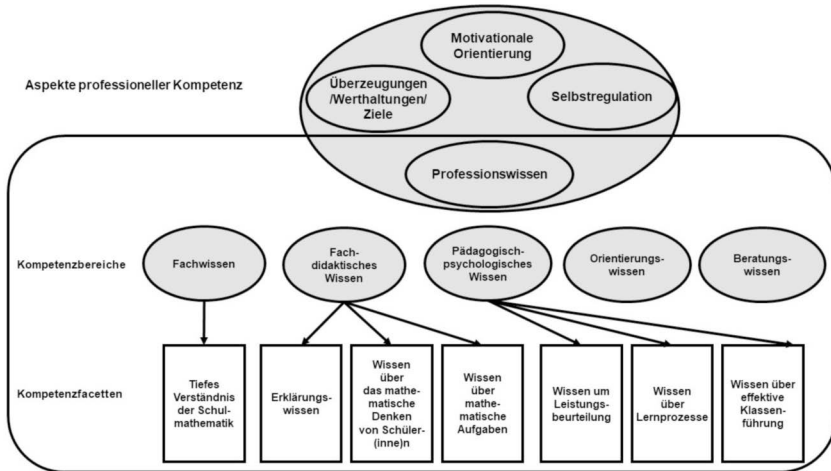 Motivationale
Orientierung
Aspekte professioneller Kompetenz
Überzeugungen
/Werthaltungen/
Ziele
Selbstregulation
Professionswissen
Kompetenzbereiche
Fachwissen
Fach-
didaktisches
Wissen
Pädagogisch-
psychologisches
Wissen
Orientierungs-
wissen
Beratungs-
wissen
Kompetenzfacetten
Tiefes
Verständnis
der Schul-
mathematik
Erklärungs-
wissen
Wissen
über
das mathe-
matische
Denken
von Schüler-
(inne)n
Wissen
über
mathe-
matische
Aufgaben
Wissen um
Leistungs-
beurteilung
Wissen
über
Lernprozesse
Wissen über
effektive
Klassen-
führung